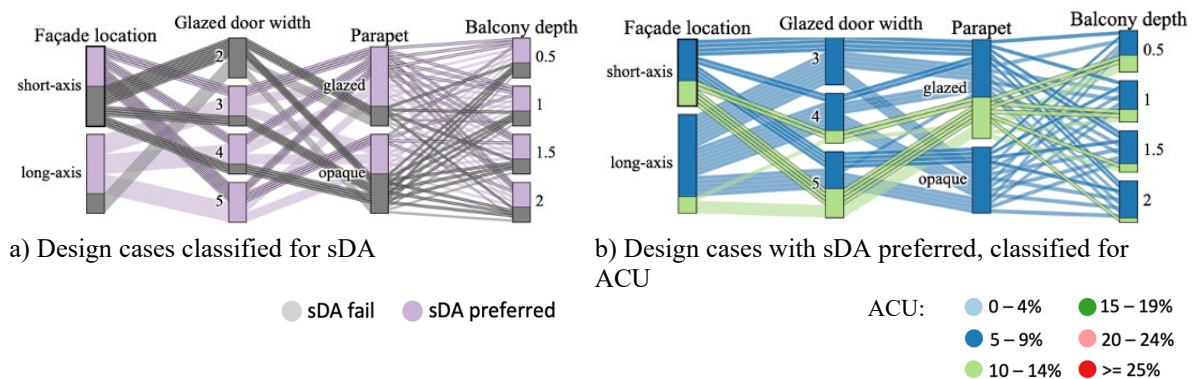 Façade location
Glazed door width
Parapet
Balcony depth
short-axis
long-axis
2
3
4
5
glazed
opaque
0.5
1
1.5
2
a) Design cases classified for sDA
sDA fail
sDA preferred
Façade location
Glazed door width
Parapet
Balcony depth
short-axis
long-axis
3
4
5
glazed
opaque
0.5
1
1.5
2
b) Design cases with sDA preferred, classified for
ACU
ACU:
0 – 4%
15 – 19%
5 – 9%
20 – 24%
10 – 14%
>= 25%